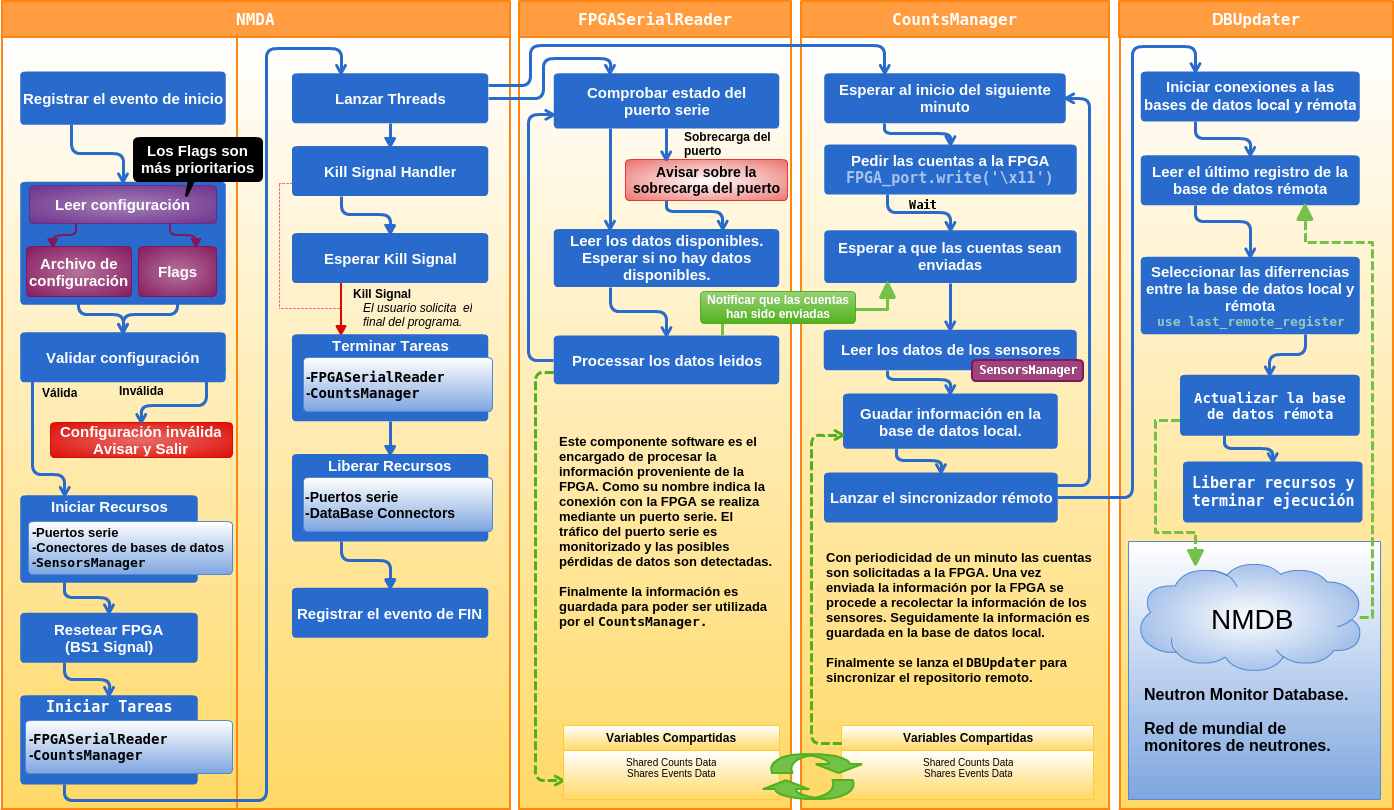 NMDA
Registrar el evento de inicio
Los Flags son
más prioritarios
Leer configuración
Archivo de
configuración
Flags
Validar configuración
Válida
Inválida
Configuración inválida
Avisar y Salir
Iniciar Recursos
-Puertos serie
-Conectores de bases de datos
-SensorsManager
Resetear FPGA
(BS1 Signal)
Iniciar Tareas
-FPGASerialReader
-CountsManager
Lanzar Threads
Kill Signal Handler
Esperar Kill Signal
Kill Signal
El usuario solicita el
final del programa.
Terminar Tareas
-FPGASerialReader
-CountsManager
Liberar Recursos
-Puertos serie
-DataBase Connectors
Registrar el evento de FIN
FPGASerialReader
Comprobar estado del
puerto serie
Sobrecarga del
puerto
Avisar sobre la
sobrecarga del puerto
Leer los datos disponibles.
Esperar si no hay datos
disponibles.
Notificar que las cuentas
han sido enviadas
Processar los datos leidos
Este componente software es el
encargado de procesar la
información proveniente de la
FPGA. Como su nombre indica la
conexión con la FPGA se realiza
mediante un puerto serie. El
tráfico del puerto serie es
monitorizado y las posibles
pérdidas de datos son detectadas.
Finalmente la información es
guardada para poder ser utilizada
por el CountsManager.
Variables Compartidas
Shared Counts Data
Shares Events Data
CountsManager
Esperar al inicio del siguiente
minuto
Pedir las cuentas a la FPGA
FPGA_port.write('\x11')
Wait
Esperar a que las cuentas sean
enviadas
Leer los datos de los sensores
SensorsManager
Guadar información en la
base de datos local.
Lanzar el sincronizador rémoto
Con periodicidad de un minuto las cuentas
son solicitadas a la FPGA. Una vez
enviada la información por la FPGA se
procede a recolectar la información de los
sensores. Seguidamente la información es
guardada en la base de datos local.
Finalmente se lanza el DBUpdater para
sincronizar el repositorio remoto.
Variables Compartidas
Shared Counts Data
Shares Events Data
DBUpdater
Iniciar conexiones a las
bases de datos local y rémota
Leer el último registro de la
base de datos rémota
Seleccionar las diferrencias
entre la base de datos local y
rémota
use last_remote_register
Actualizar la base
de datos rémota
Liberar recursos y
terminar ejecución
NMDB
Neutron Monitor Database.
Red de mundial de
monitores de neutrones.